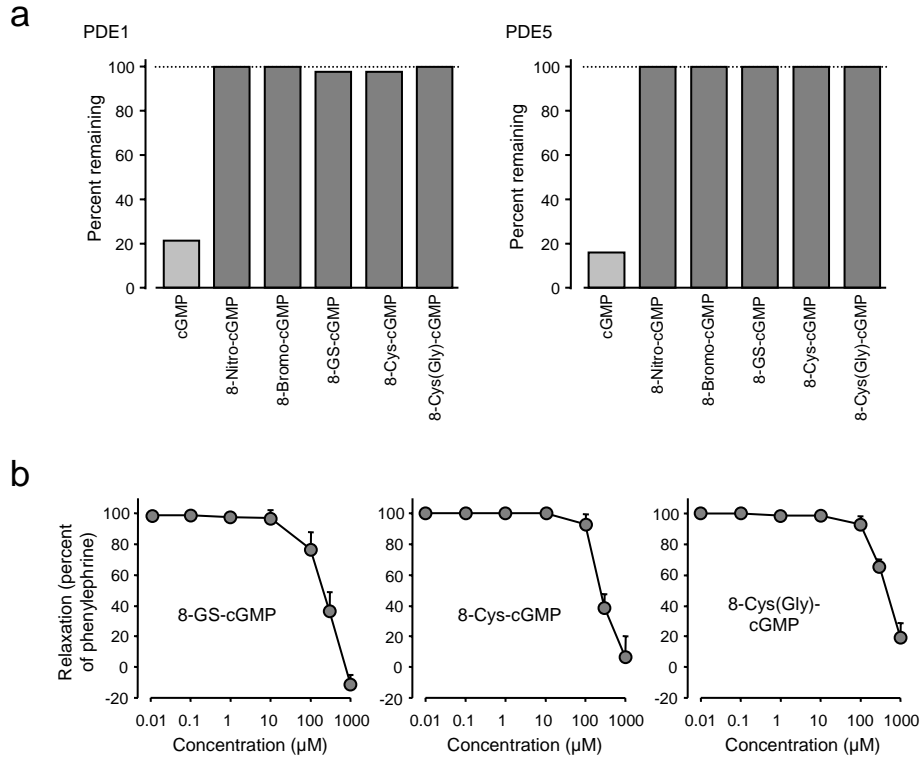 a
PDE1
PDE5
Percent remaining
100
80
60
40
20
0
cGMP
8-Nitro-cGMP
8-Bromo-cGMP
8-GS-cGMP
8-Cys-cGMP
8-Cys(Gly)-cGMP
Percent remaining
100
80
60
40
20
0
cGMP
8-Nitro-cGMP
8-Bromo-cGMP
8-GS-cGMP
8-Cys-cGMP
8-Cys(Gly)-cGMP
b
Relaxation (percent
of phenylephrine)
100
80
60
40
20
0
-20
8-GS-cGMP
0.01 0.1 1 10 100 1000
Concentration (µM)
100
80
60
40
20
0
-20
8-Cys-cGMP
0.01 0.1 1 10 100 1000
Concentration (µM)
100
80
60
40
20
0
-20
8-Cys(Gly)-
cGMP
0.01 0.1 1 10 100 1000
Concentration (µM)